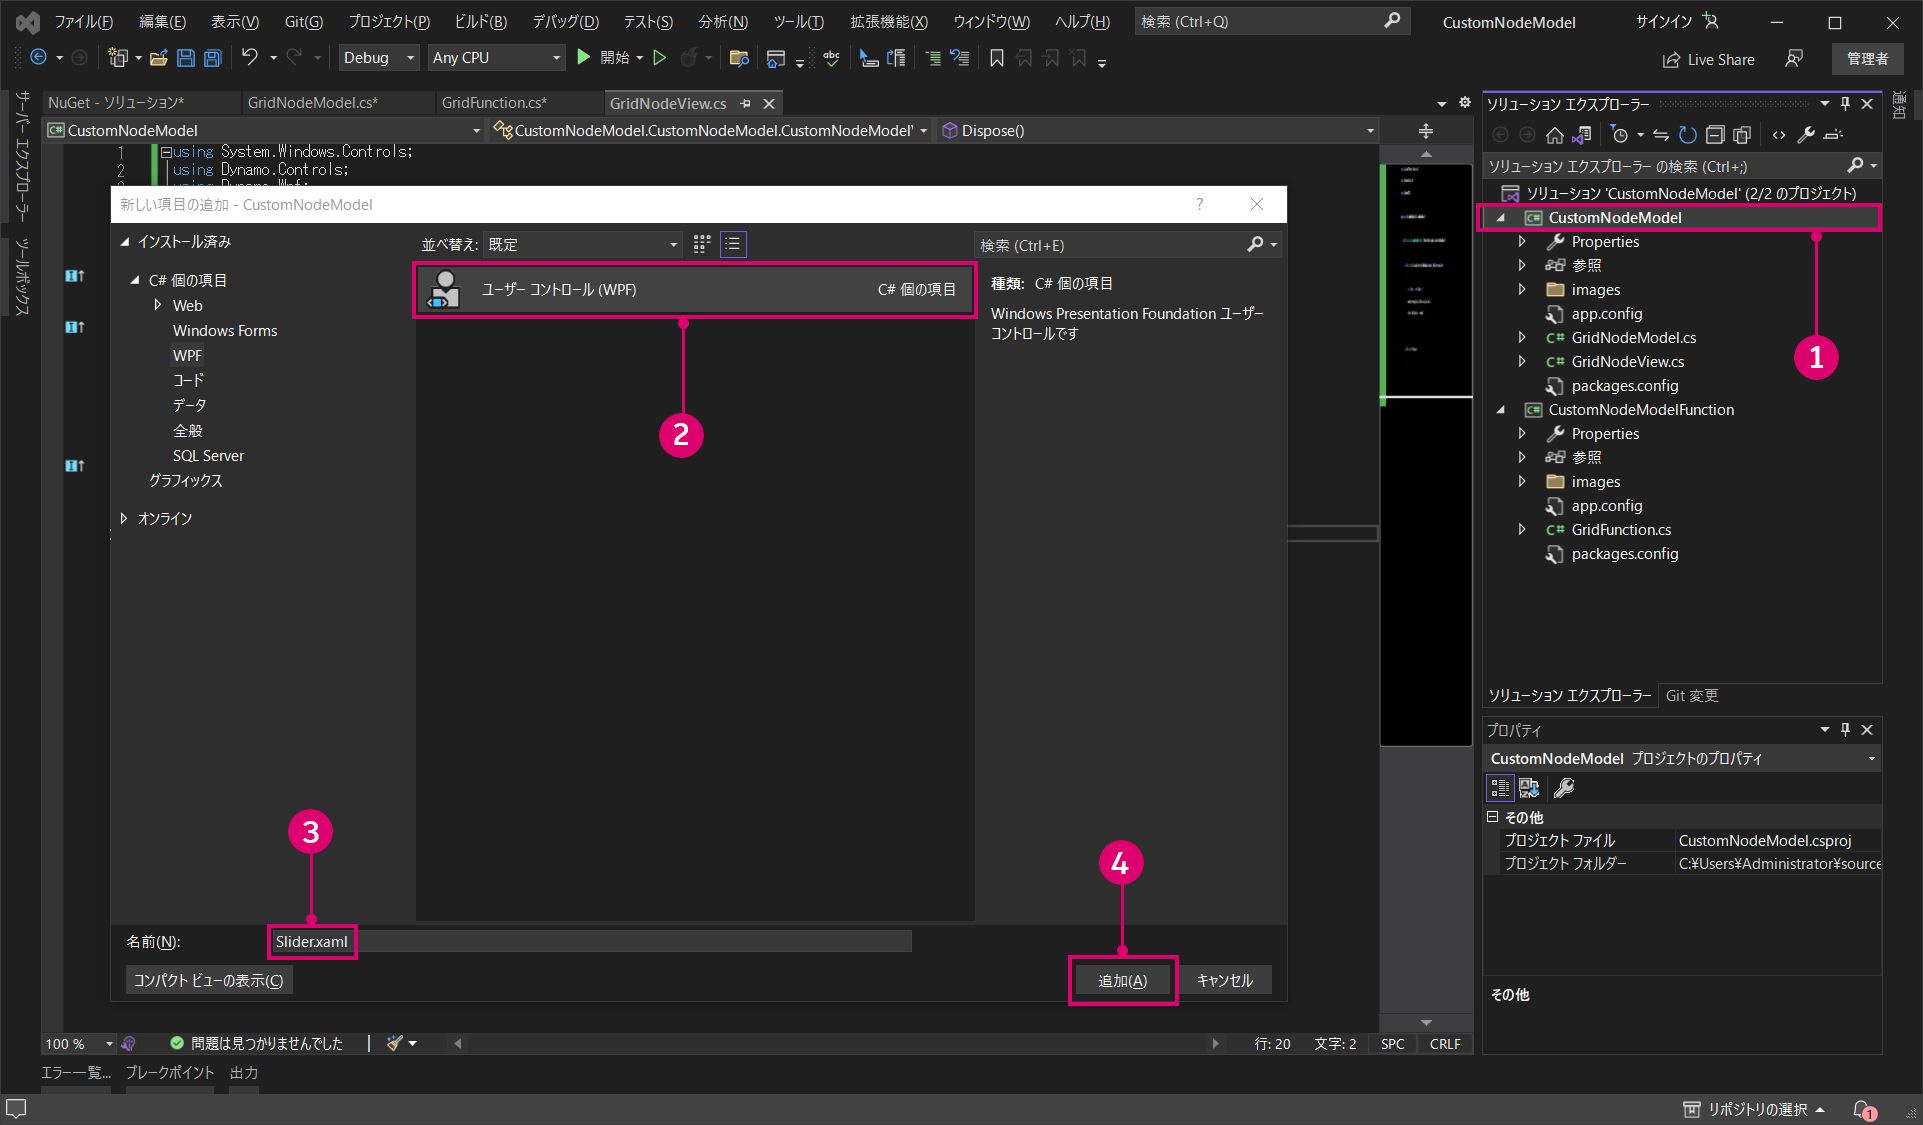 ファイル(F) 編集(E) 表示(V) Git(G) プロジェクト(P) ビルド(B) デバッグ(D) テスト(S) 分析(N) ツール(T) 拡張機能(X) ウィンドウ(W) ヘルプ(H) 検索 (Ctrl+Q) CustomNodeModel サインイン
Debug Any CPU 開始 Live Share 管理者
サーバー エクスプローラー
ツールボックス
NuGet - ソリューション* GridNodeModel.cs* GridFunction.cs* GridNodeView.cs
CustomNodeModel CustomNodeModel.CustomNodeModel.CustomNodeModel Dispose()
1 using System.Windows.Controls;
2 using Dynamo.Controls;
using Dynamo.Wpf;
新しい項目の追加 - CustomNodeModel ?
インストール済み
C# 個の項目
Web
Windows Forms
WPF
コード
データ
全般
SQL Server
グラフィックス
オンライン
並べ替え: 既定
ユーザー コントロール (WPF) C# 個の項目
2
検索 (Ctrl+E)
種類: C# 個の項目
Windows Presentation Foundation ユーザー
コントロールです
3
4
名前(N): Slider.xaml
コンパクト ビューの表示(C) 追加(A) キャンセル
ソリューション エクスプローラー
通知
ソリューション エクスプローラー の検索 (Ctrl+;)
ソリューション 'CustomNodeModel' (2/2 のプロジェクト)
CustomNodeModel
Properties
参照
images
app.config
C# GridNodeModel.cs
1
C# GridNodeView.cs
packages.config
CustomNodeModelFunction
Properties
参照
images
app.config
C# GridFunction.cs
packages.config
ソリューション エクスプローラー Git 変更
プロパティ
CustomNodeModel プロジェクトのプロパティ
その他
プロジェクト ファイル CustomNodeModel.csproj
プロジェクト フォルダー C:¥Users¥Administrator¥source
その他
100 % 問題は見つかりませんでした 行: 20 文字: 2 SPC CRLF
エラー一覧... ブレークポイント 出力
リポジトリの選択 1